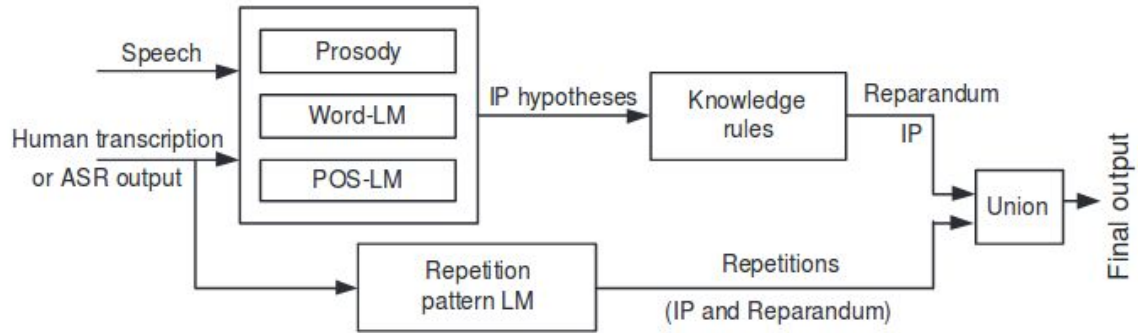 Speech
Prosody
Word-LM
POS-LM
Human transcription
or ASR output
IP hypotheses
Knowledge
rules
Reparandum
IP
Union
Final output
Repetition
pattern LM
Repetitions
(IP and Reparandum)